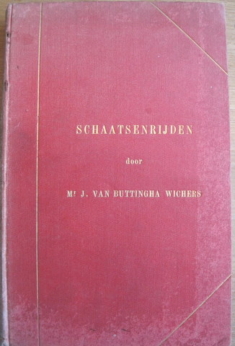 SCHAATSENRIJDEN
door
Mr J. VAN BUTTINGHA WICHERS